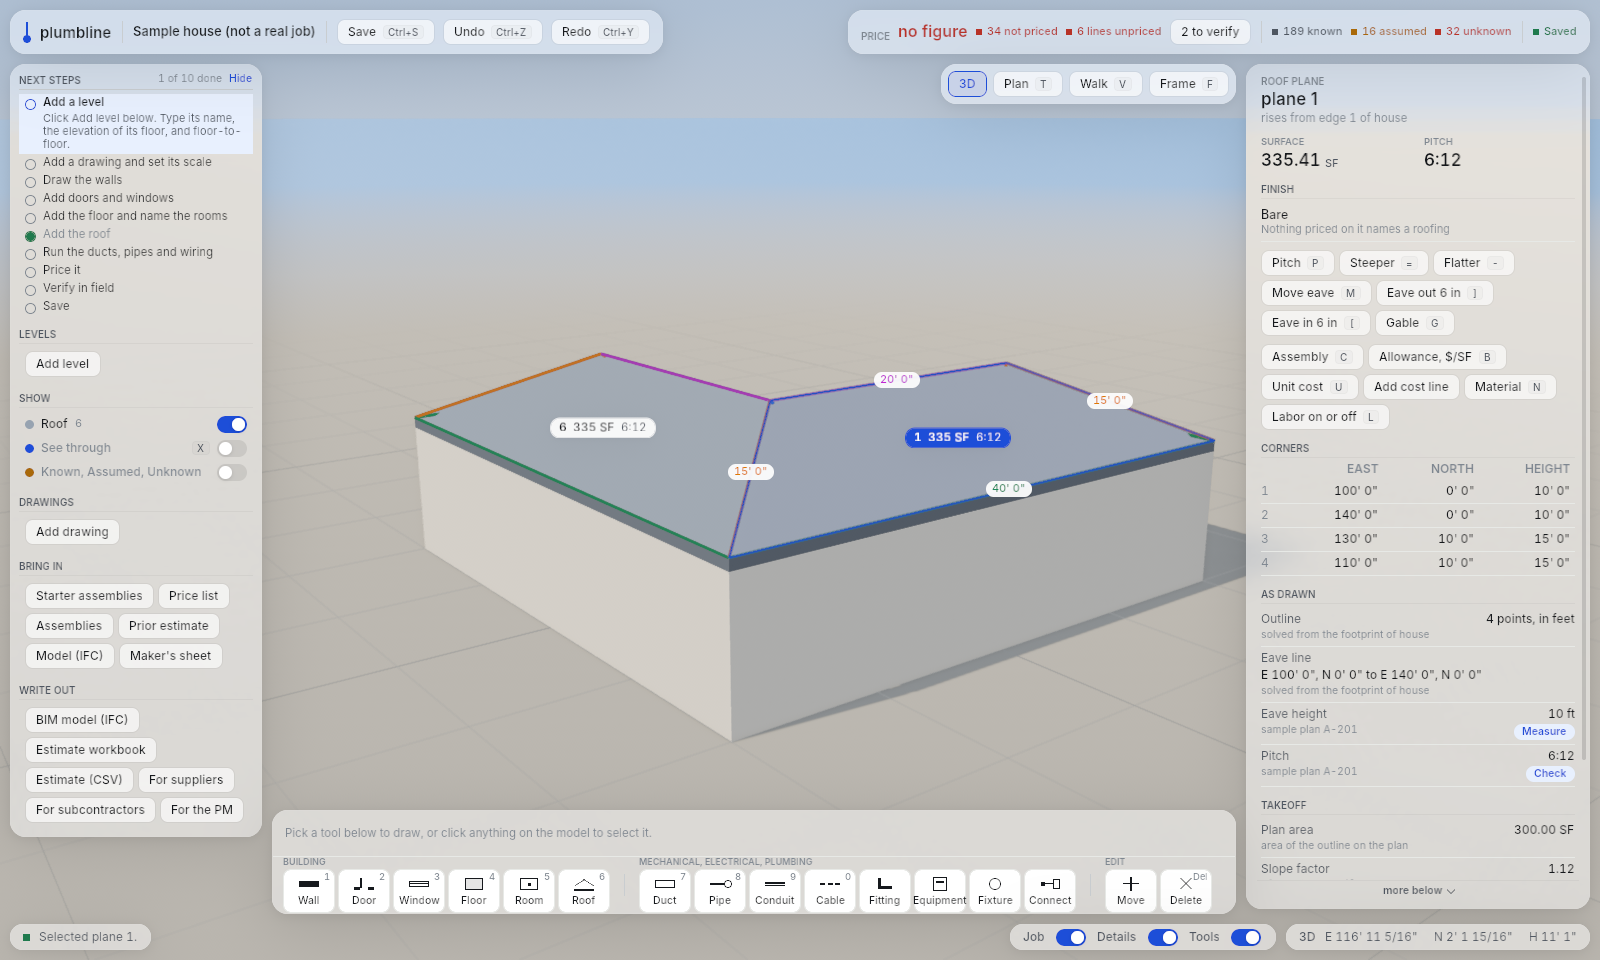 plumbline
Sample house (not a real job)
Save Ctrl+S
Undo Ctrl+Z
Redo Ctrl+Y
PRICE no figure
34 not priced
6 lines unpriced
2 to verify
189 known
16 assumed
32 unknown
Saved
NEXT STEPS
1 of 10 done
Hide
Add a level
Click Add level below. Type its name,
the elevation of its floor, and floor-to-
floor.
Add a drawing and set its scale
Draw the walls
Add doors and windows
Add the floor and name the rooms
Add the roof
Run the ducts, pipes and wiring
Price it
Verify in field
Save
LEVELS
Add level
SHOW
Roof 6
See through X
Known, Assumed, Unknown
DRAWINGS
Add drawing
BRING IN
Starter assemblies
Price list
Assemblies
Prior estimate
Model (IFC)
Maker's sheet
WRITE OUT
BIM model (IFC)
Estimate workbook
Estimate (CSV)
For suppliers
For subcontractors
For the PM
3D
Plan T
Walk V
Frame F
20' 0"
15' 0"
6 335 SF 6:12
1 335 SF 6:12
15' 0"
40' 0"
ROOF PLANE
plane 1
rises from edge 1 of house
SURFACE
PITCH
335.41 SF
6:12
FINISH
Bare
Nothing priced on it names a roofing
Pitch P
Steeper =
Flatter -
Move eave M
Eave out 6 in ]
Eave in 6 in [
Gable G
Assembly C
Allowance, $/SF B
Unit cost U
Add cost line
Material N
Labor on or off L
CORNERS
EAST NORTH HEIGHT
1 100' 0" 0' 0" 10' 0"
2 140' 0" 0' 0" 10' 0"
3 130' 0" 10' 0" 15' 0"
4 110' 0" 10' 0" 15' 0"
AS DRAWN
Outline 4 points, in feet
solved from the footprint of house
Eave line
E 100' 0", N 0' 0" to E 140' 0", N 0' 0"
solved from the footprint of house
Eave height 10 ft
sample plan A-201 Measure
Pitch 6:12
sample plan A-201 Check
TAKEOFF
Plan area 300.00 SF
area of the outline on the plan
Slope factor 1.12
more below
Pick a tool below to draw, or click anything on the model to select it.
BUILDING
MECHANICAL, ELECTRICAL, PLUMBING
EDIT
1 Wall
2 Door
3 Window
4 Floor
5 Room
6 Roof
7 Duct
8 Pipe
9 Conduit
0 Cable
Fitting
Equipment
Fixture
Connect
Move
Del Delete
Selected plane 1.
Job
Details
Tools
3D E 116' 11 5/16" N 2' 1 15/16" H 11' 1"